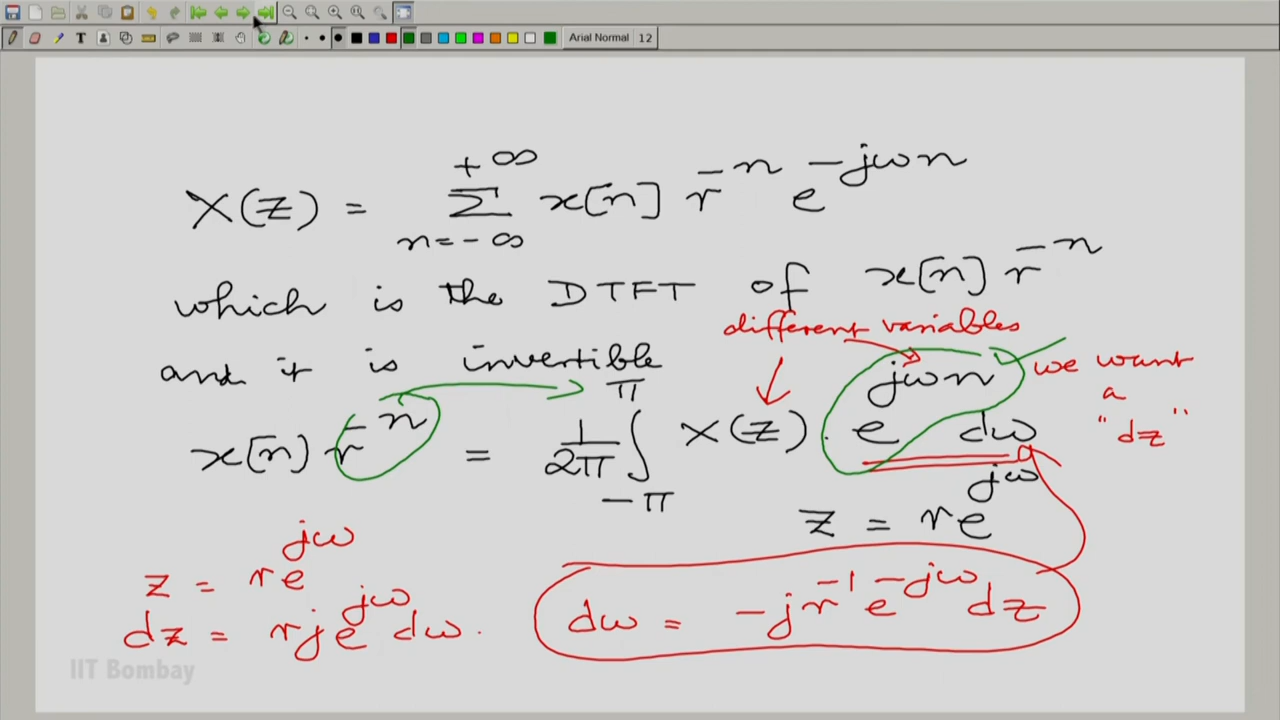 Arial Normal 12
X(z) = Σ_{n=-∞}^{+∞} x[n] r^{-n} e^{-jωn}
which is the DTFT of x[n] r^{-n}
different variables
and it is invertible
we want a "dz"
x[n] r^{-n} = 1/2π ∫_{-π}^{π} X(z) · e^{jωn} dω
z = re^{jω}
z = re^{jω}
dz = rje^{jω} dω.
dω = -jr^{-1} e^{-jω} dz
IIT Bombay